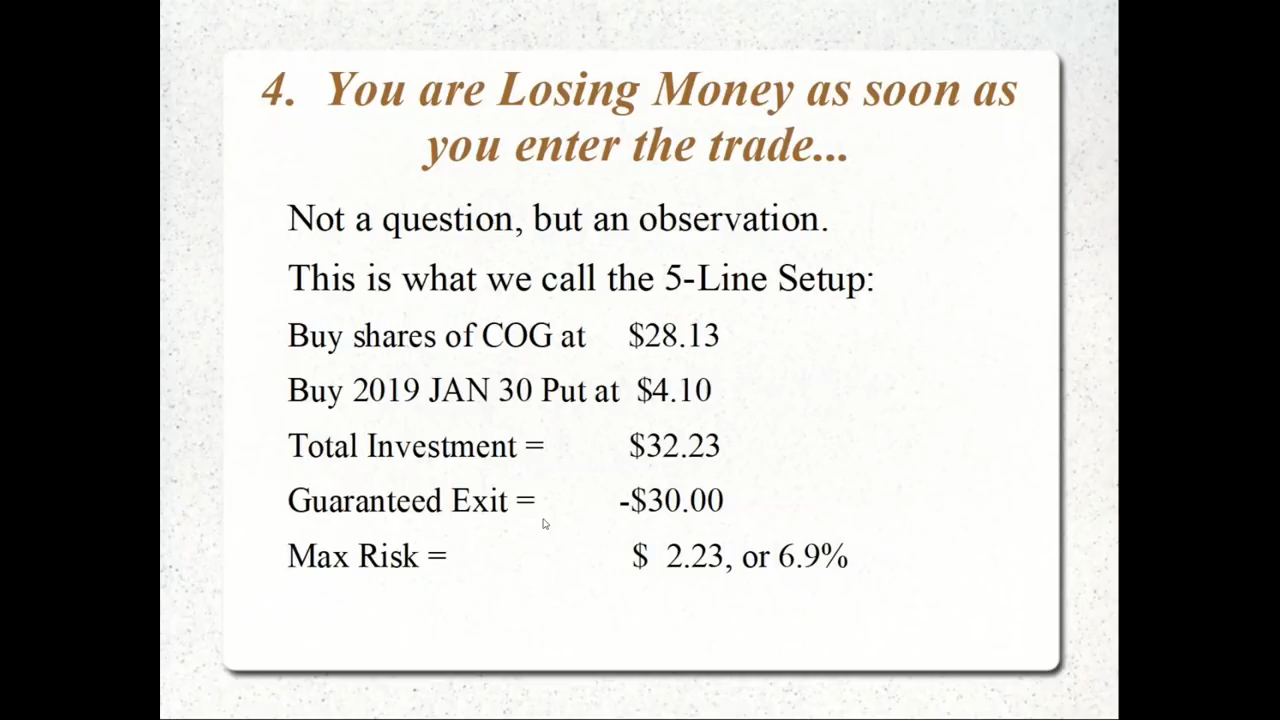 4. You are Losing Money as soon as
you enter the trade...
Not a question, but an observation.
This is what we call the 5-Line Setup:
Buy shares of COG at $28.13
Buy 2019 JAN 30 Put at $4.10
Total Investment = $32.23
Guaranteed Exit = -$30.00
Max Risk = $ 2.23, or 6.9%